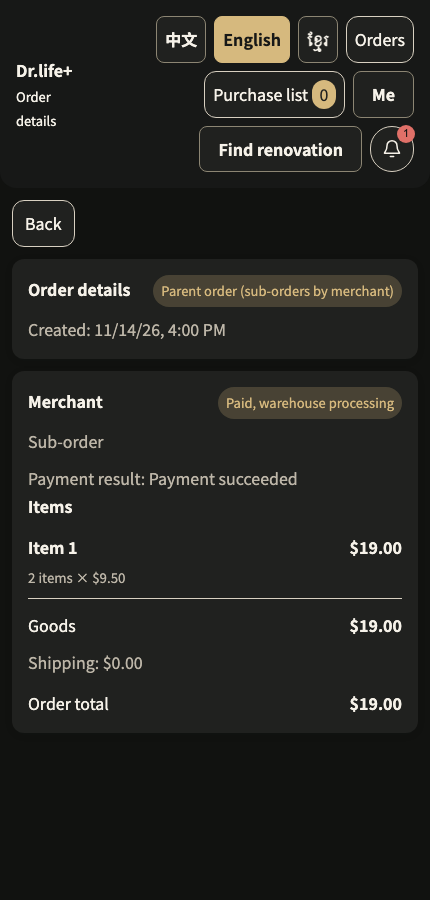 Dr.life+
Order
details
中文
English
ខ្មែរ
Orders
Purchase list 0
Me
Find renovation
1
Back
Order details
Parent order (sub-orders by merchant)
Created: 11/14/26, 4:00 PM
Merchant
Paid, warehouse processing
Sub-order
Payment result: Payment succeeded
Items
Item 1 $19.00
2 items × $9.50
Goods $19.00
Shipping: $0.00
Order total $19.00